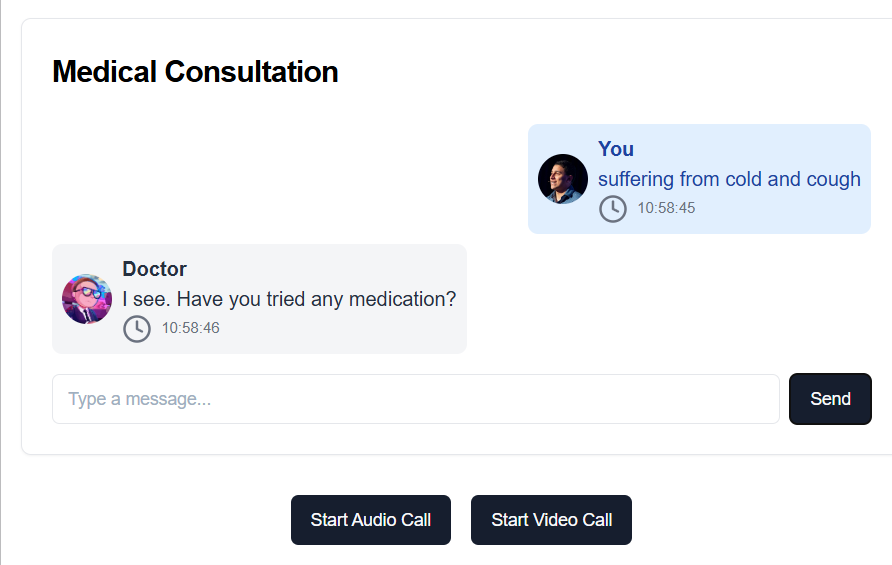 Medical Consultation
You
suffering from cold and cough
10:58:45
Doctor
I see. Have you tried any medication?
10:58:46
Type a message...
Send
Start Audio Call
Start Video Call